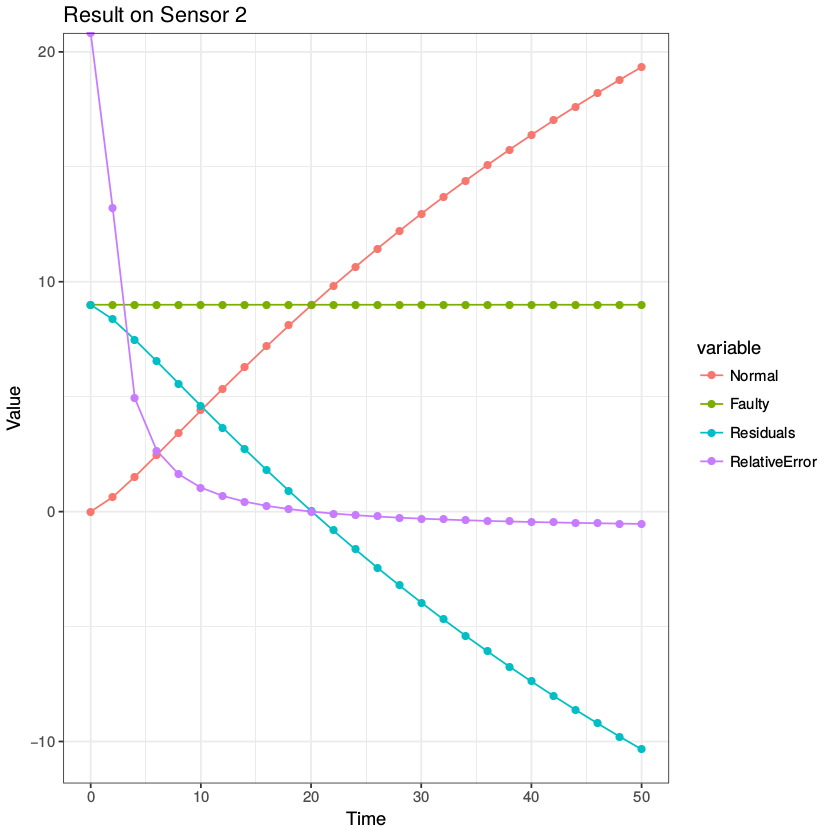 Result on Sensor 2
20
10
0
−10
Value
0 10 20 30 40 50
Time
variable
Normal
Faulty
Residuals
RelativeError